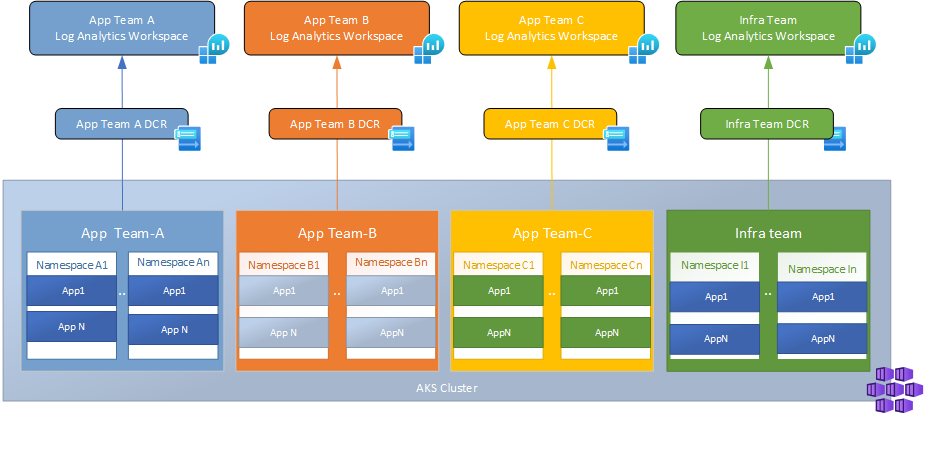 App Team A
Log Analytics Workspace
App Team B
Log Analytics Workspace
App Team C
Log Analytics Workspace
Infra Team
Log Analytics Workspace
App Team A DCR
App Team B DCR
App Team C DCR
Infra Team DCR
App Team-A
App Team-B
App Team-C
Infra team
Namespace A1
Namespace An
Namespace B1
Namespace Bn
Namespace C1
Namespace Cn
Namespace I1
Namespace In
App1
..
App1
App1
..
App1
App1
..
App1
App1
..
App1
App N
App N
App N
AppN
AppN
AppN
AppN
AppN
AKS Cluster